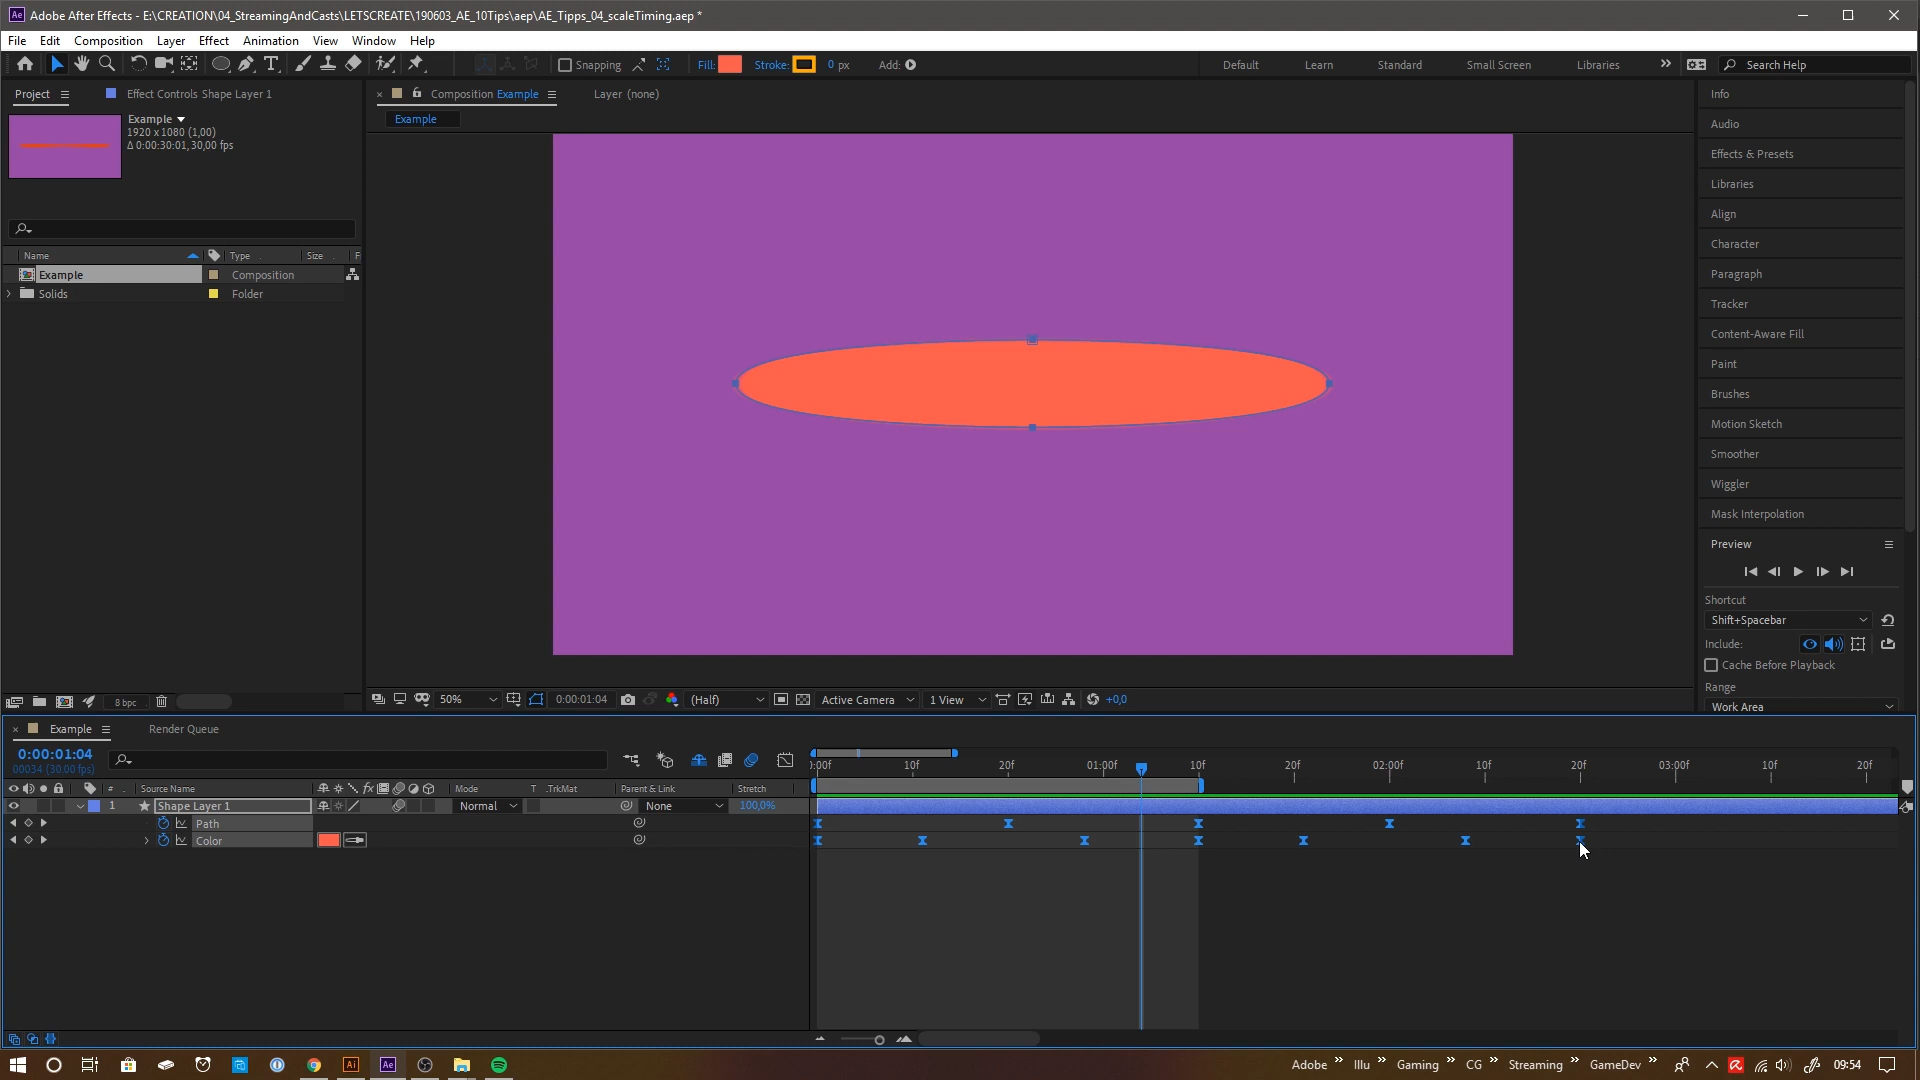 Ae Adobe After Effects - E:\CREATION\04_StreamingAndCasts\LETSCREATE\190603_AE_10Tips\aep\AE_Tipps_04_scaleTiming.aep *
File Edit Composition Layer Effect Animation View Window Help
Snapping Fill: Stroke: 0 px Add: Default Learn Standard Small Screen Libraries Search Help
Project Effect Controls Shape Layer 1
Composition Example Layer (none)
Example
Example
1920 x 1080 (1,00)
Δ 0:00:30:01, 30,00 fps
Name Type Size F
Example Composition
Solids Folder
8 bpc
50% 0:00:01:04 (Half) Active Camera 1 View +0,0
Info
Audio
Effects & Presets
Libraries
Align
Character
Paragraph
Tracker
Content-Aware Fill
Paint
Brushes
Motion Sketch
Smoother
Wiggler
Mask Interpolation
Preview
Shortcut
Shift+Spacebar
Include:
Cache Before Playback
Range
Work Area
Example Render Queue
0:00:01:04
00034 (30.00 fps)
):00f 10f 20f 01:00f 10f 20f 02:00f 10f 20f 03:00f 10f 20f
# Source Name fx Mode T .TrkMat Parent & Link Stretch
1 Shape Layer 1 Normal None 100,0%
Path
Color
Ai Ae Adobe Illu Gaming CG Streaming GameDev 09:54